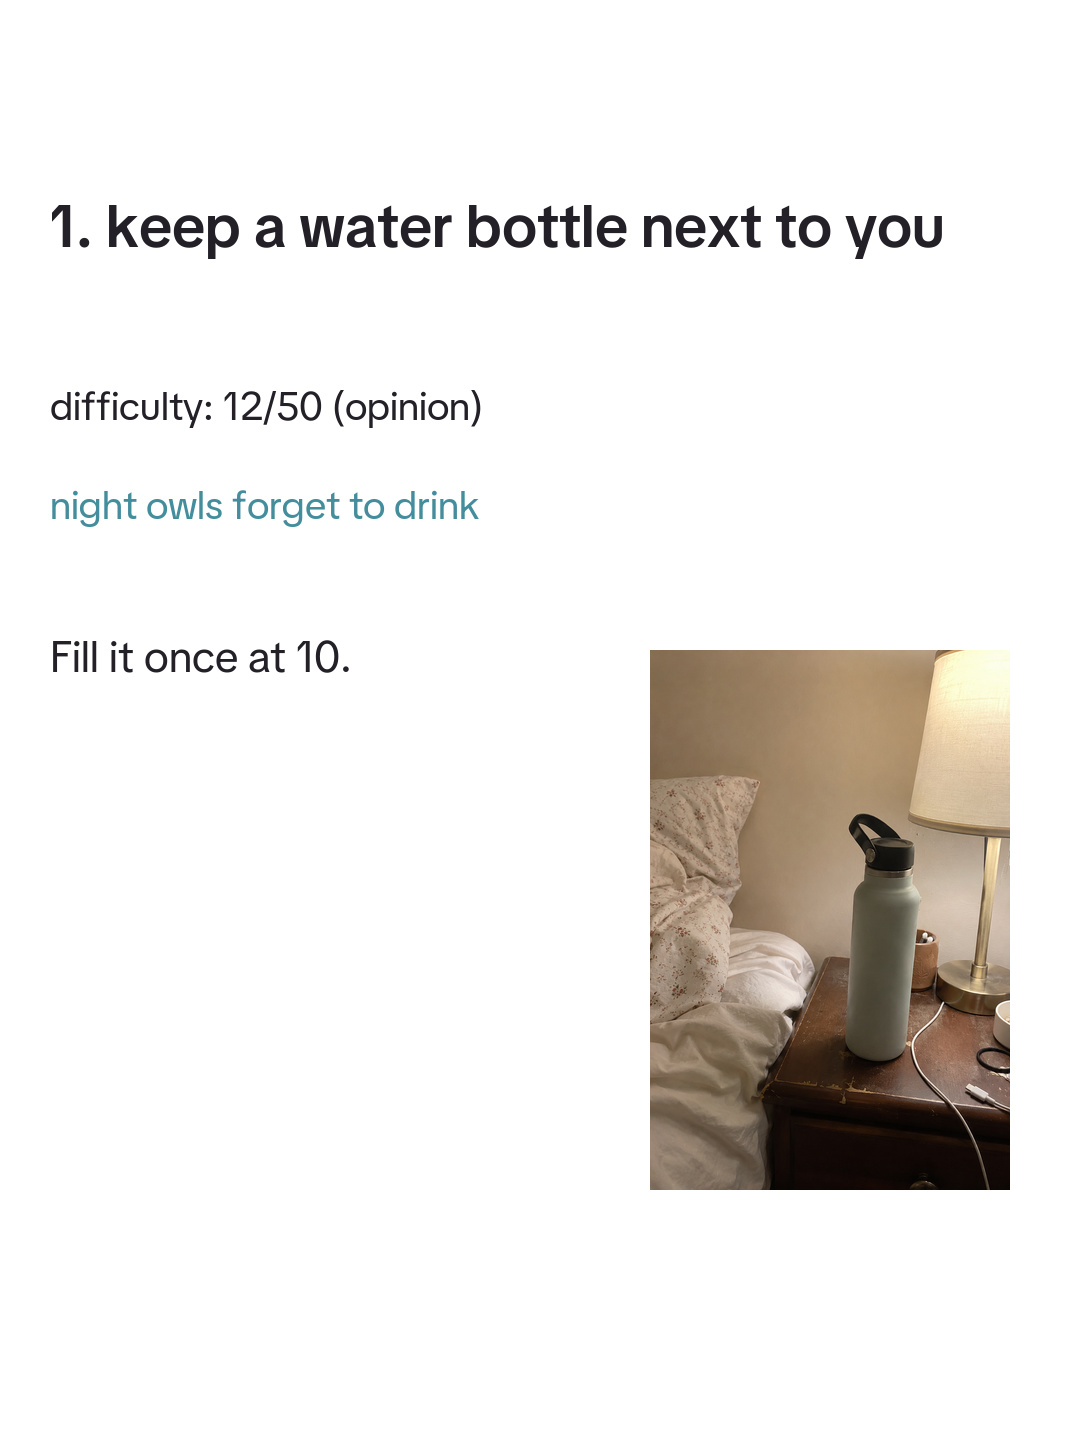 1. keep a water bottle next to you
difficulty: 12/50 (opinion)
night owls forget to drink
Fill it once at 10.